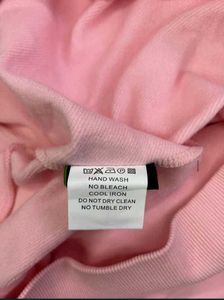 HAND WASH
NO BLEACH
COOL IRON
DO NOT DRY CLEAN
NO TUMBLE DRY